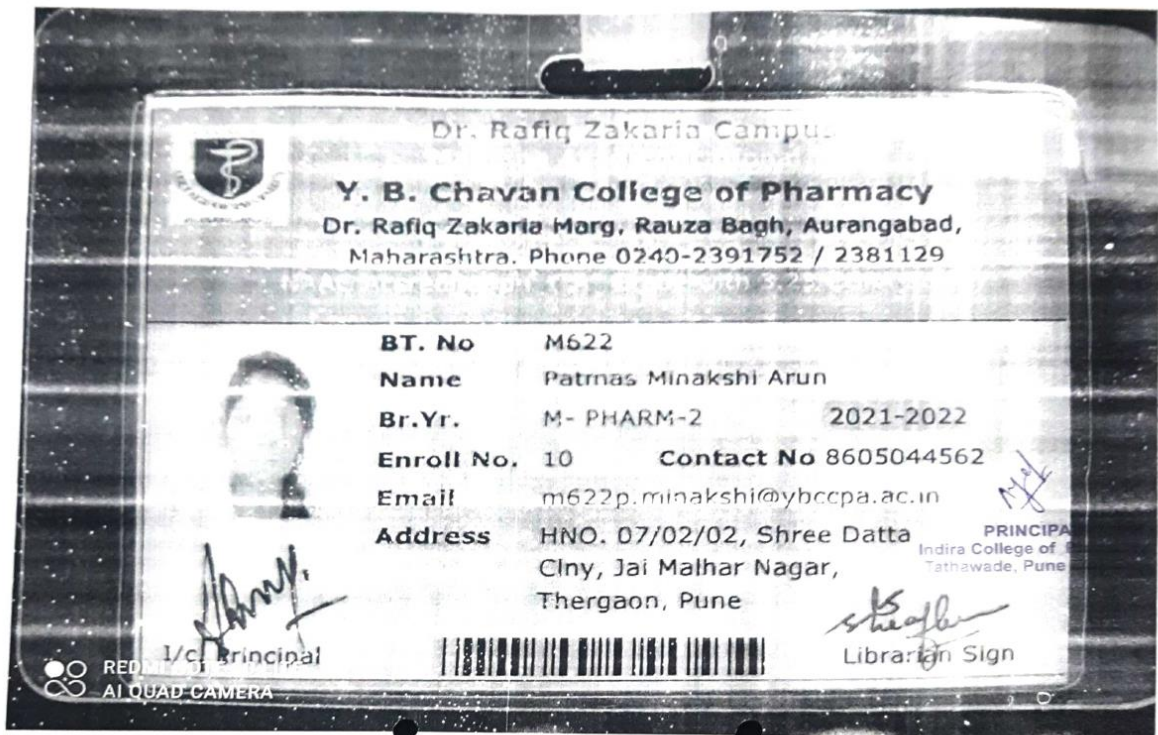 Dr. Rafiq Zakaria Campus
Y. B. Chavan College of Pharmacy
Dr. Rafiq Zakaria Marg, Rauza Bagh, Aurangabad,
Maharashtra. Phone 0240-2391752 / 2381129
BT. No M622
Name Patrnas Minakshi Arun
Br.Yr. M- PHARM-2 2021-2022
Enroll No. 10 Contact No 8605044562
Email m622p.minakshi@ybccpa.ac.in
Address HNO. 07/02/02, Shree Datta
Clny, Jai Malhar Nagar,
Thergaon, Pune
PRINCIPA
Indira College of
Tathawade, Pune
I/c. Principal
Librarian Sign
REDMI NOTE
AI QUAD CAMERA